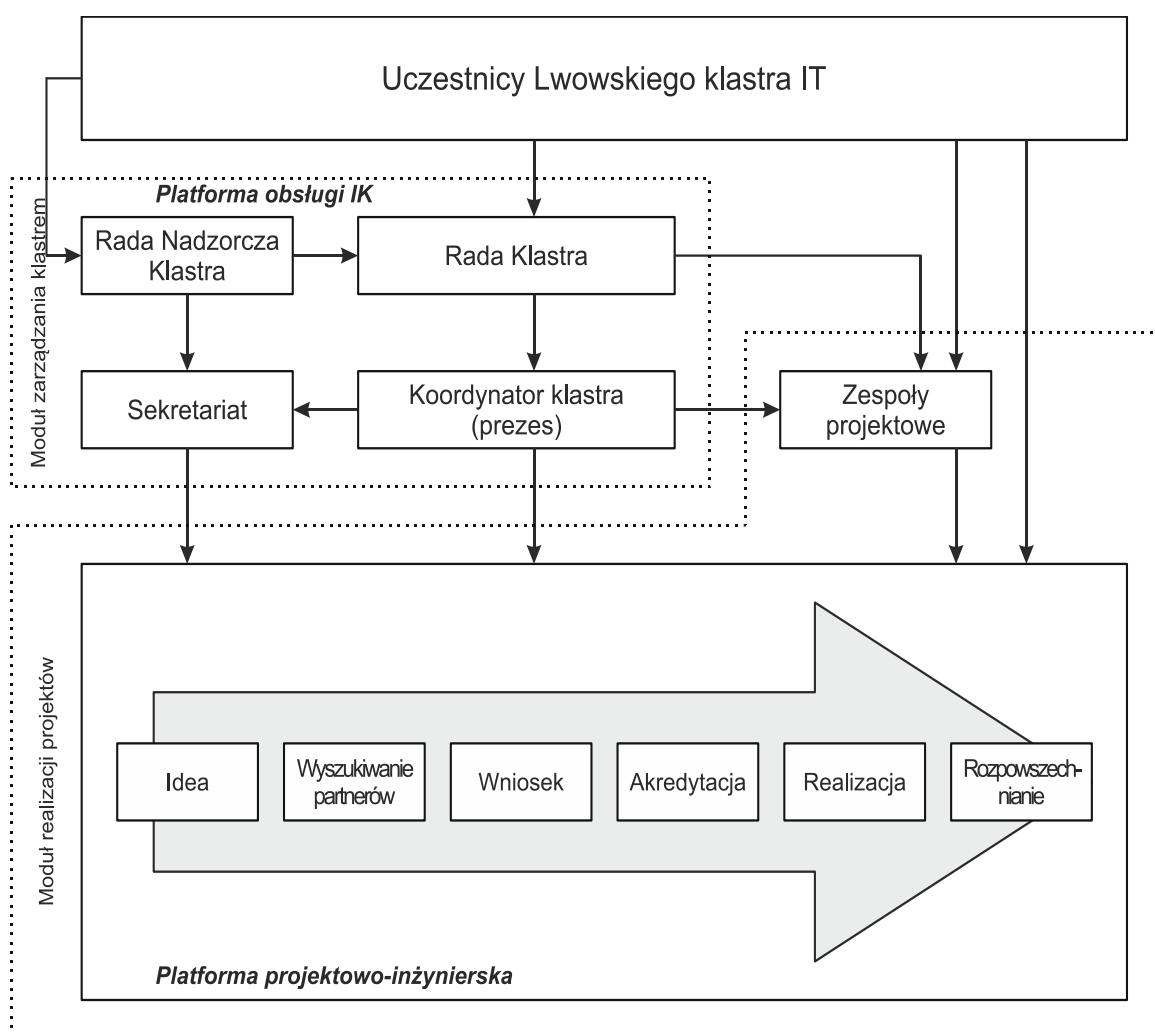 Uczestnicy Lwowskiego klastra IT
Platforma obsługi IK
Moduł zarządzania klastrem
Rada Nadzorcza
Klastra
Rada Klastra
Sekretariat
Koordynator klastra
(prezes)
Zespoły
projektowe
Moduł realizacji projektów
Idea
Wyszukiwanie
partnerów
Wniosek
Akredytacja
Realizacja
Rozpowszech-
nianie
Platforma projektowo-inżynierska